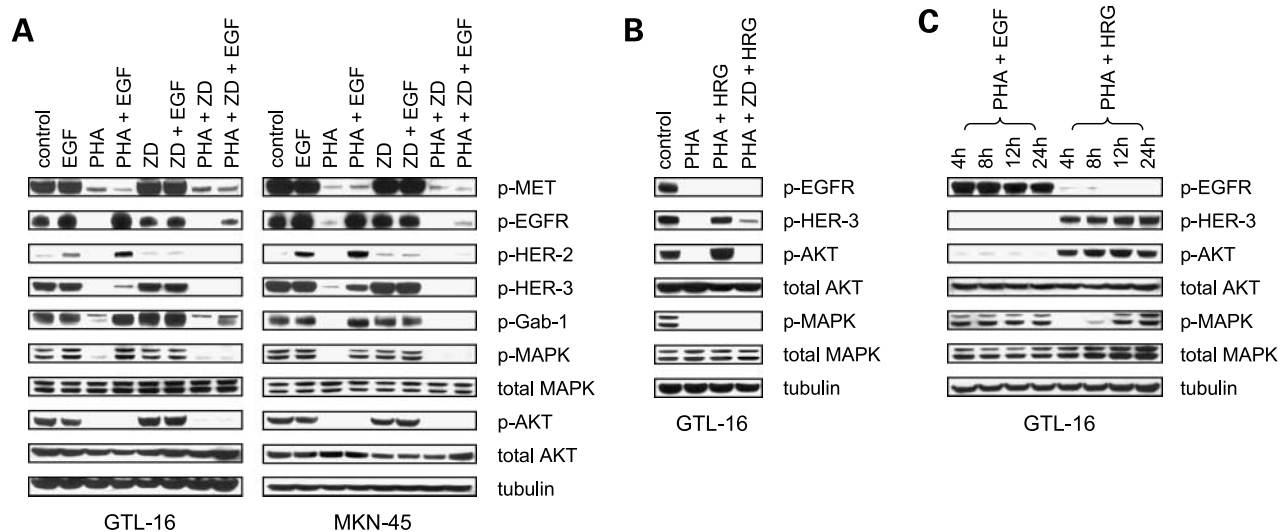 A
control
EGF
PHA
PHA + EGF
ZD
ZD + EGF
PHA + ZD
PHA + ZD + EGF
control
EGF
PHA
PHA + EGF
ZD
ZD + EGF
PHA + ZD
PHA + ZD + EGF
p-MET
p-EGFR
p-HER-2
p-HER-3
p-Gab-1
p-MAPK
total MAPK
p-AKT
total AKT
tubulin
GTL-16
MKN-45
B
control
PHA
PHA + HRG
PHA + ZD + HRG
p-EGFR
p-HER-3
p-AKT
total AKT
p-MAPK
total MAPK
tubulin
GTL-16
C
PHA + EGF
PHA + HRG
4h
8h
12h
24h
4h
8h
12h
24h
p-EGFR
p-HER-3
p-AKT
total AKT
p-MAPK
total MAPK
tubulin
GTL-16